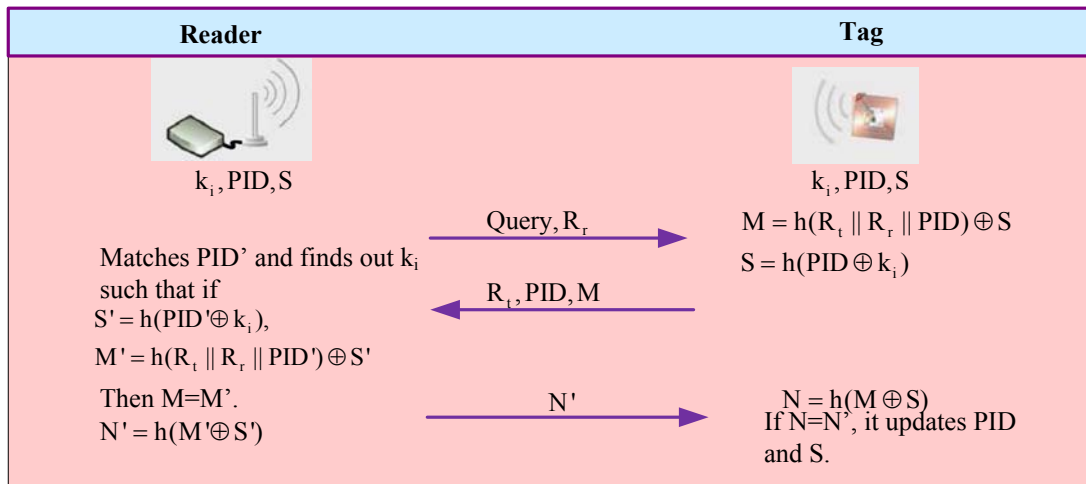 Reader
Tag
k_i, PID, S
k_i, PID, S
Query, R_r
M = h(R_t || R_r || PID) ⊕ S
S = h(PID ⊕ k_i)
Matches PID’ and finds out k_i
such that if
S' = h(PID' ⊕ k_i),
M' = h(R_t || R_r || PID') ⊕ S'
R_t, PID, M
Then M=M’.
N' = h(M' ⊕ S')
N'
N = h(M ⊕ S)
If N=N’, it updates PID
and S.